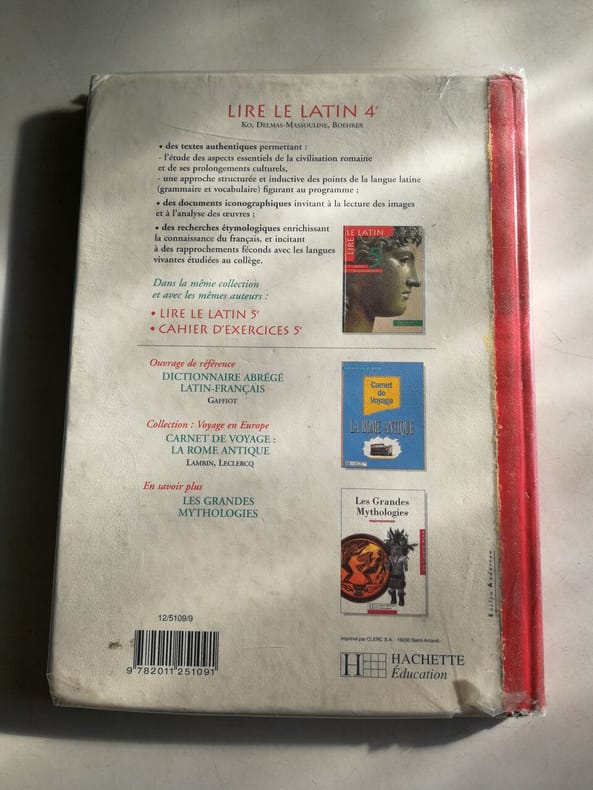 LIRE LE LATIN 4e
KO, DELMAS-MASSOULINE, BOEHRER
• des textes authentiques permettant :
- l'étude des aspects essentiels de la civilisation romaine
et de ses prolongements culturels,
- une approche structurée et inductive des points de la langue latine
(grammaire et vocabulaire) figurant au programme ;
• des documents iconographiques invitant à la lecture des images
et à l'analyse des œuvres ;
• des recherches étymologiques enrichissant
la connaissance du français, et incitant
à des rapprochements féconds avec les langues
vivantes étudiées au collège.
LIRE LE LATIN
Dans la même collection
et avec les mêmes auteurs :
• LIRE LE LATIN 5e
• CAHIER D'EXERCICES 5e
Ouvrage de référence
DICTIONNAIRE ABRÉGÉ
LATIN-FRANÇAIS
GAFFIOT
Carnet
de
Voyage
LA ROME ANTIQUE
Collection : Voyage en Europe
CARNET DE VOYAGE :
LA ROME ANTIQUE
LAMBIN, LECLERCQ
En savoir plus
LES GRANDES
MYTHOLOGIES
Les Grandes
Mythologies
12/5109/9
9 782011 251091
Imprimé par CLERC S.A. - 18200 Saint-Amand
H HACHETTE
Éducation